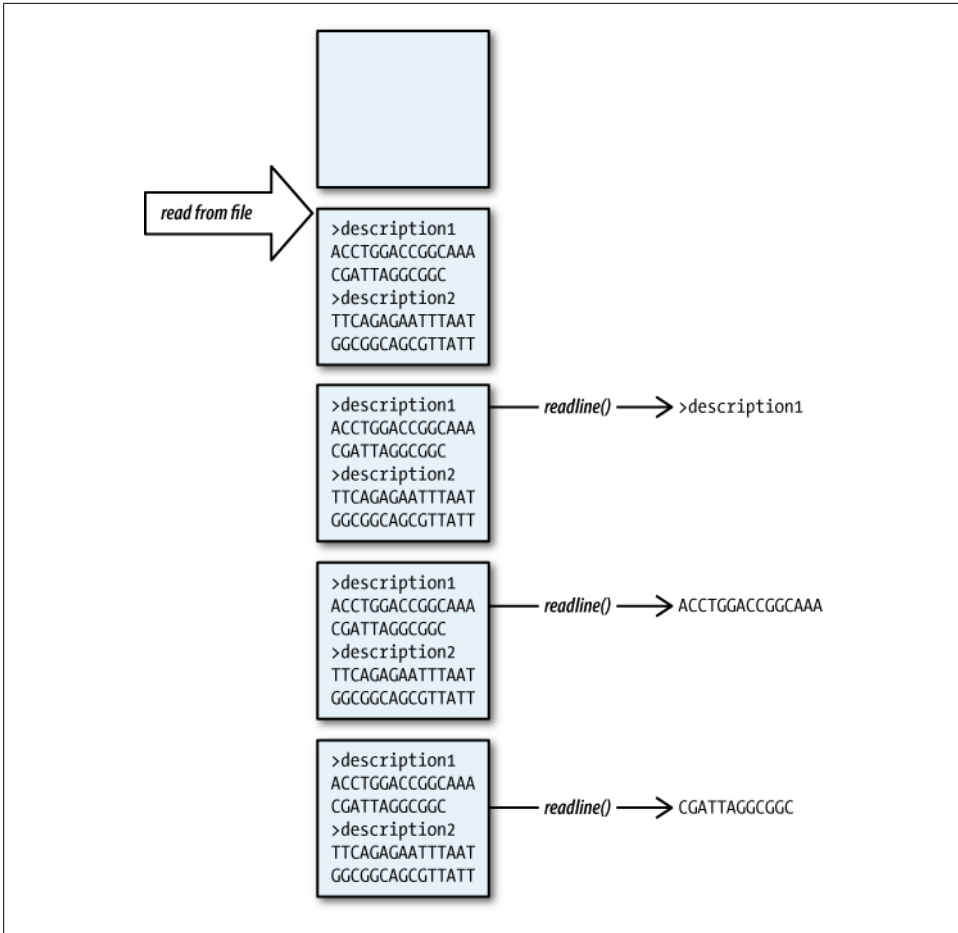 read from file
>description1
ACCTGGACCGGCAAA
CGATTAGGCGGC
>description2
TTCAGAGAATTTAAT
GGCGGCAGCGTTATT
>description1
ACCTGGACCGGCAAA
CGATTAGGCGGC
>description2
TTCAGAGAATTTAAT
GGCGGCAGCGTTATT
readline()
>description1
>description1
ACCTGGACCGGCAAA
CGATTAGGCGGC
>description2
TTCAGAGAATTTAAT
GGCGGCAGCGTTATT
readline()
ACCTGGACCGGCAAA
>description1
ACCTGGACCGGCAAA
CGATTAGGCGGC
>description2
TTCAGAGAATTTAAT
GGCGGCAGCGTTATT
readline()
CGATTAGGCGGC